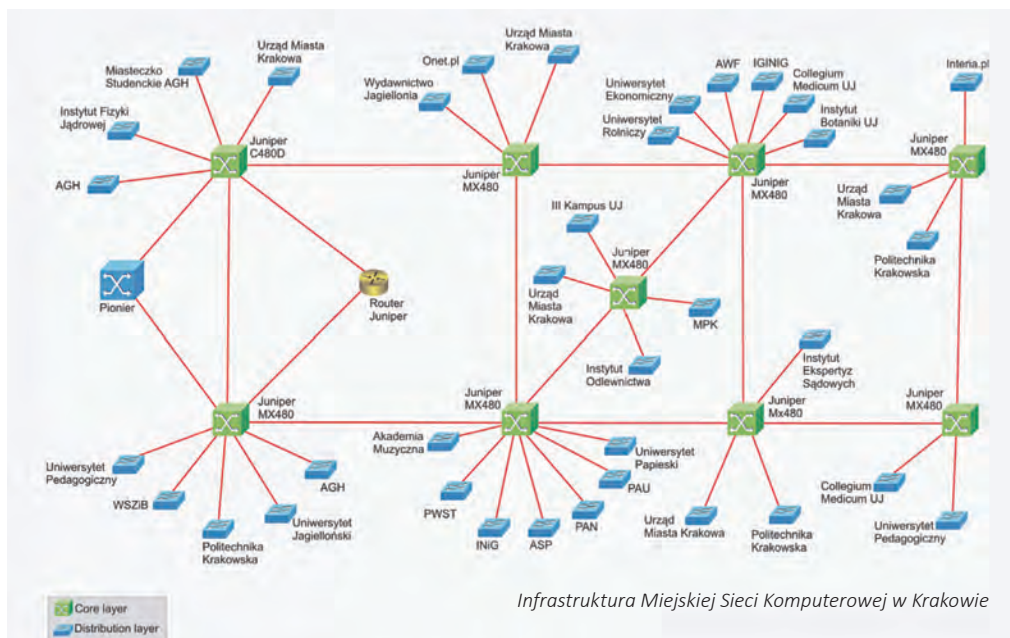 Miasteczko
Studenckie AGH
Urząd Miasta
Krakowa
Instytut Fizyki
Jądrowej
AGH
Juniper
C480D
Onet.pl
Urząd Miasta
Krakowa
Wydawnictwo
Jagiellonia
Juniper
MX480
AWF
IGINIG
Collegium
Medicum UJ
Uniwersytet
Ekonomiczny
Instytut
Botaniki UJ
Uniwersytet
Rolniczy
Juniper
MX480
Interia.pl
Juniper
MX480
Urząd
Miasta
Krakowa
Politechnika
Krakowska
Pionier
Router
Juniper
III Kampus UJ
Juniper
MX480
Urząd
Miasta
Krakowa
MPK
Instytut
Odlewnictwa
Juniper
MX480
Uniwersytet
Pedagogiczny
WSZiB
Politechnika
Krakowska
Uniwersytet
Jagielloński
AGH
Juniper
MX480
Akademia
Muzyczna
PWST
INiG
ASP
PAN
PAU
Uniwersytet
Papieski
Instytut
Ekspertyz
Sądowych
Juniper
Mx480
Urząd
Miasta Krakowa
Politechnika
Krakowska
Juniper
MX480
Collegium
Medicum UJ
Uniwersytet
Pedagogiczny
Infrastruktura Miejskiej Sieci Komputerowej w Krakowie
Core layer
Distribution layer